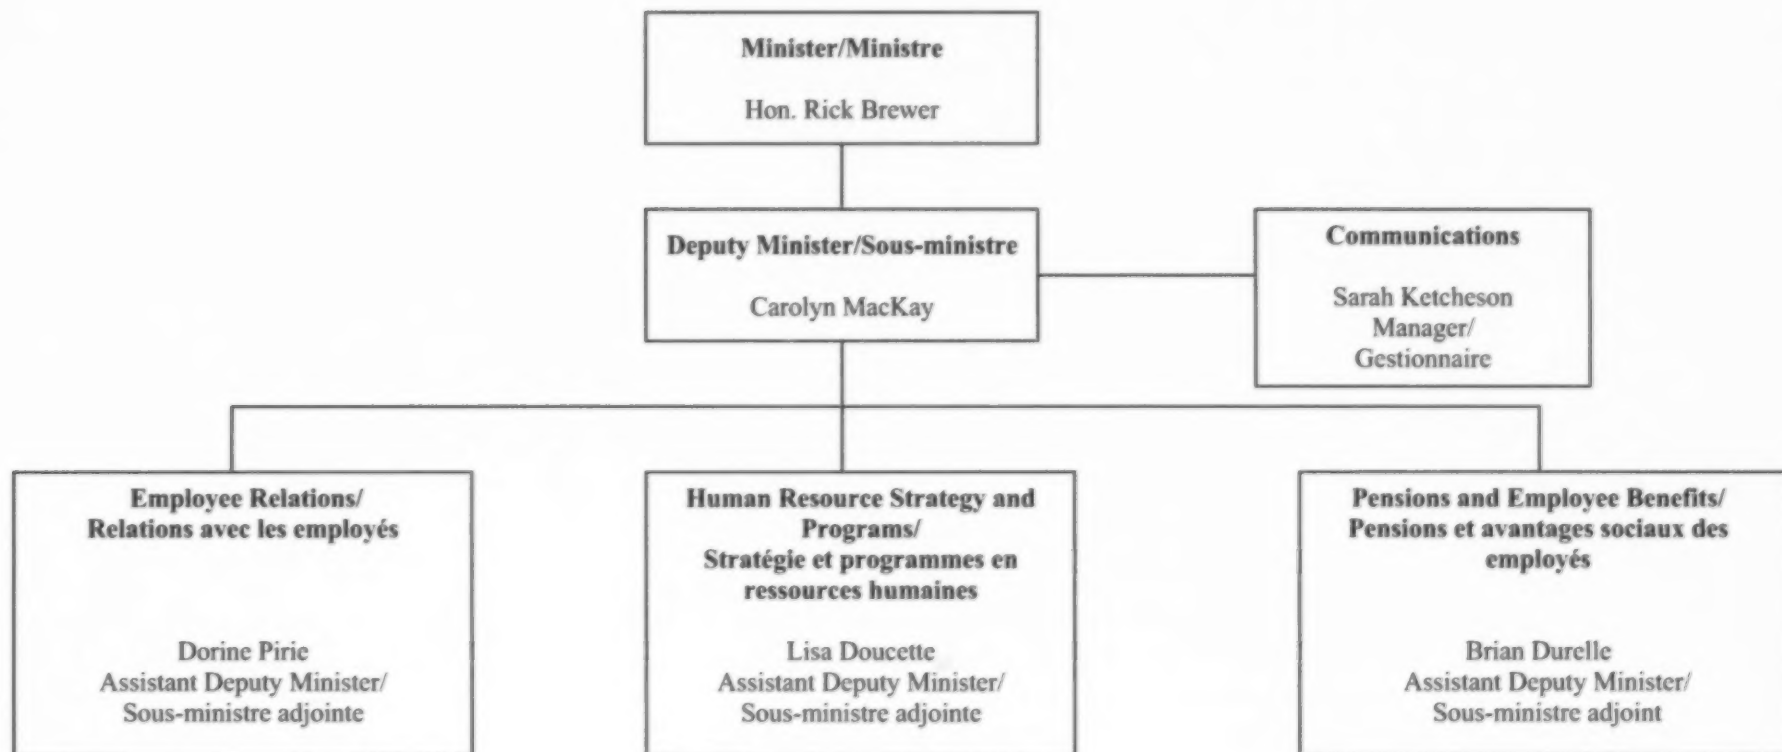 Minister/Ministre
Hon. Rick Brewer
Deputy Minister/Sous-ministre
Carolyn MacKay
Communications
Sarah Ketcheson
Manager/
Gestionnaire
Employee Relations/
Relations avec les employés
Dorine Pirie
Assistant Deputy Minister/
Sous-ministre adjointe
Human Resource Strategy and
Programs/
Stratégie et programmes en
ressources humaines
Lisa Doucette
Assistant Deputy Minister/
Sous-ministre adjointe
Pensions and Employee Benefits/
Pensions et avantages sociaux des
employés
Brian Durelle
Assistant Deputy Minister/
Sous-ministre adjoint